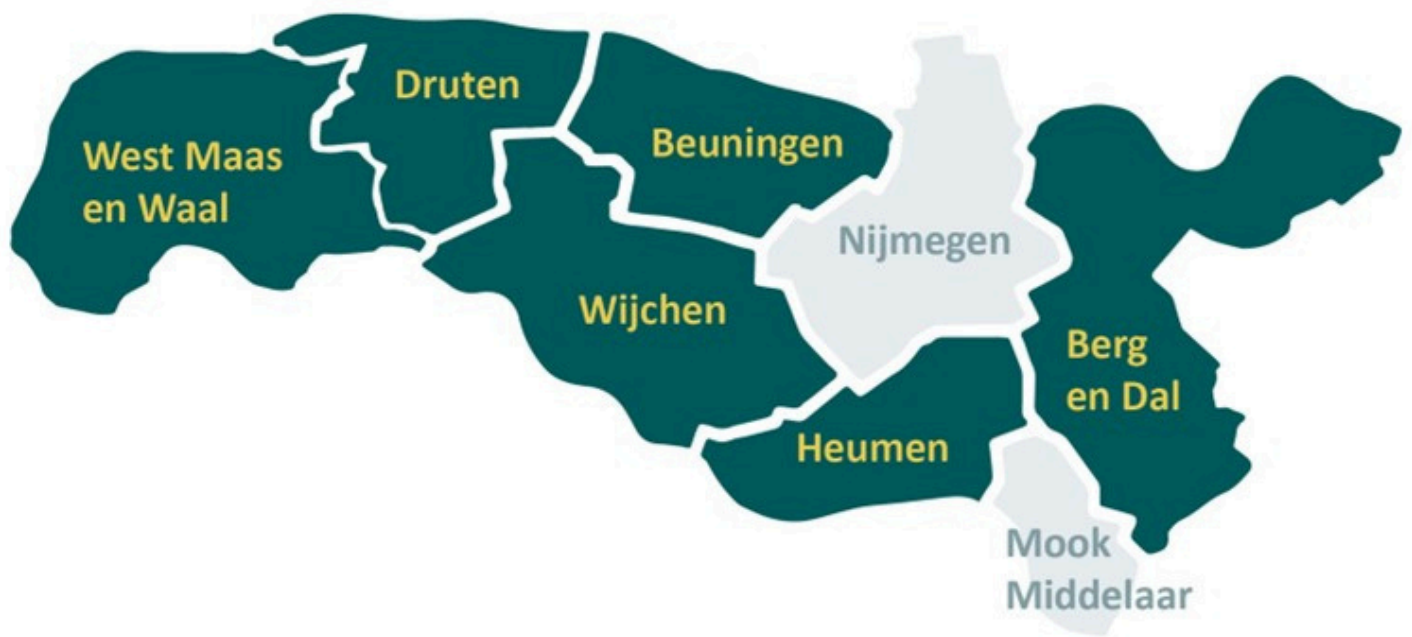 Druten
Beuningen
West Maas
en Waal
Nijmegen
Wijchen
Berg
en Dal
Heumen
Mook
Middelaar